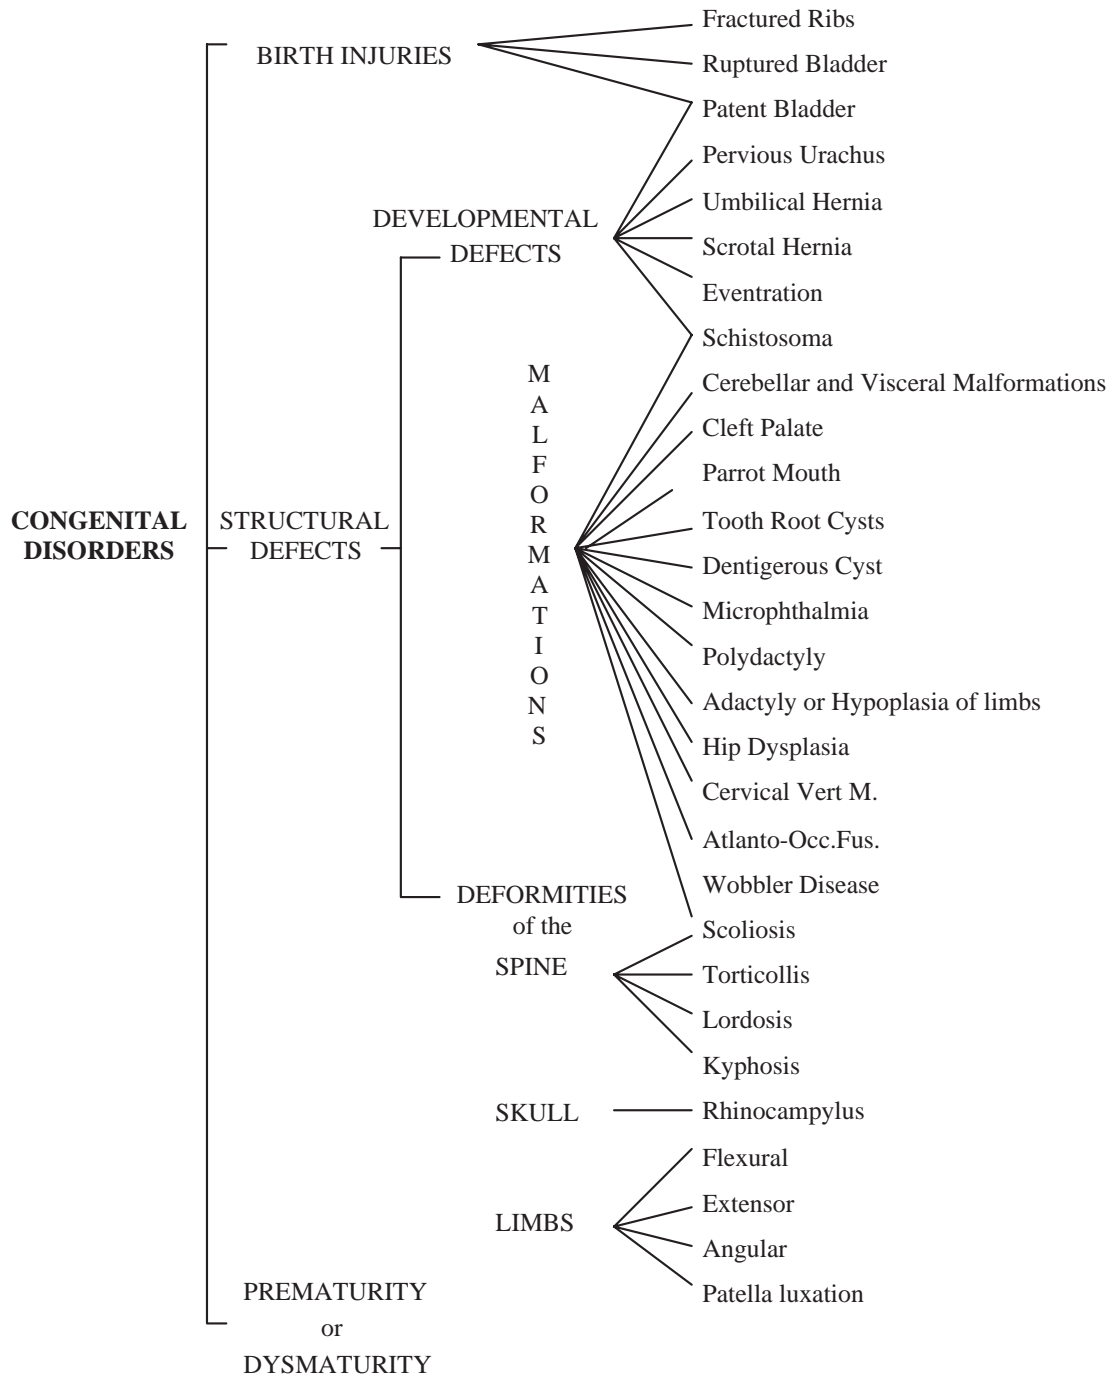 Fractured Ribs
BIRTH INJURIES
Ruptured Bladder
Patent Bladder
Pervious Urachus
Umbilical Hernia
DEVELOPMENTAL
DEFECTS
Scrotal Hernia
Eventration
Schistosoma
MALFORMATIONS
Cerebellar and Visceral Malformations
Cleft Palate
Parrot Mouth
CONGENITAL
DISORDERS
STRUCTURAL
DEFECTS
Tooth Root Cysts
Dentigerous Cyst
Microphthalmia
Polydactyly
Adactyly or Hypoplasia of limbs
Hip Dysplasia
Cervical Vert M.
Atlanto-Occ.Fus.
Wobbler Disease
DEFORMITIES
of the
SPINE
Scoliosis
Torticollis
Lordosis
Kyphosis
SKULL
Rhinocampylus
LIMBS
Flexural
Extensor
Angular
Patella luxation
PREMATURITY
or
DYSMATURITY